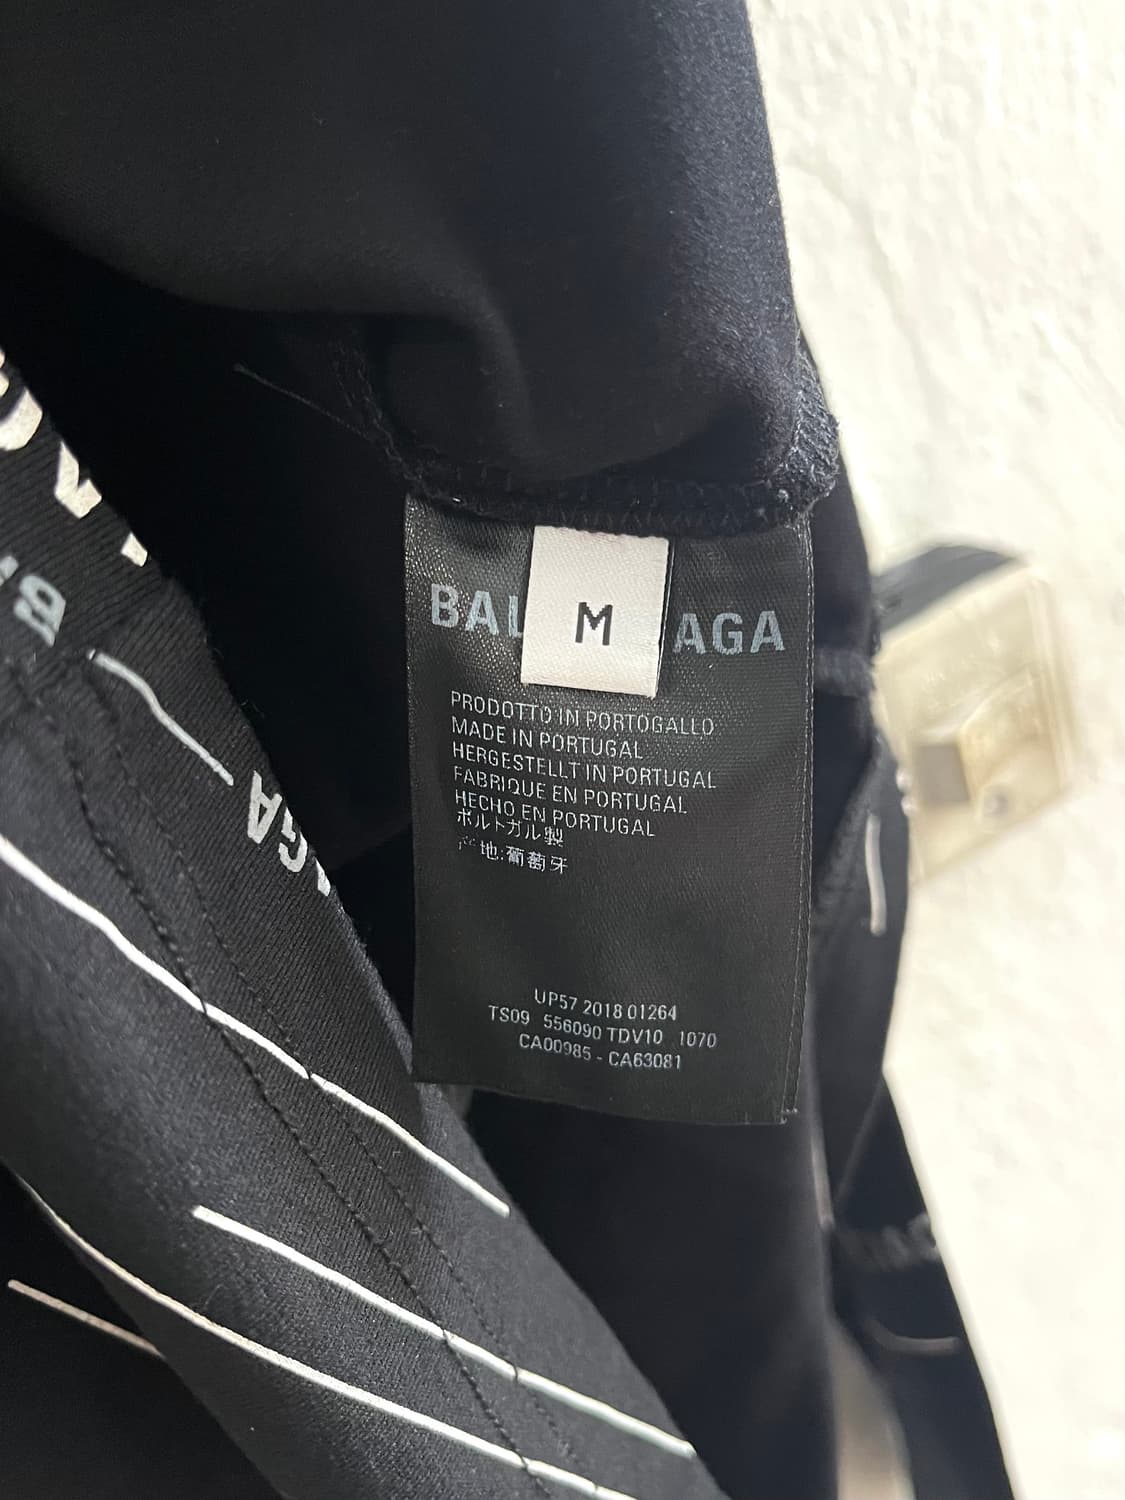 BAL M AGA
PRODOTTO IN PORTOGALLO
MADE IN PORTUGAL
HERGESTELLT IN PORTUGAL
FABRIQUE EN PORTUGAL
HECHO EN PORTUGAL
ポルトガル製
产地:葡萄牙
UP57 2018 01264
TS09 556090 TDV10 1070
CA00985 - CA63081